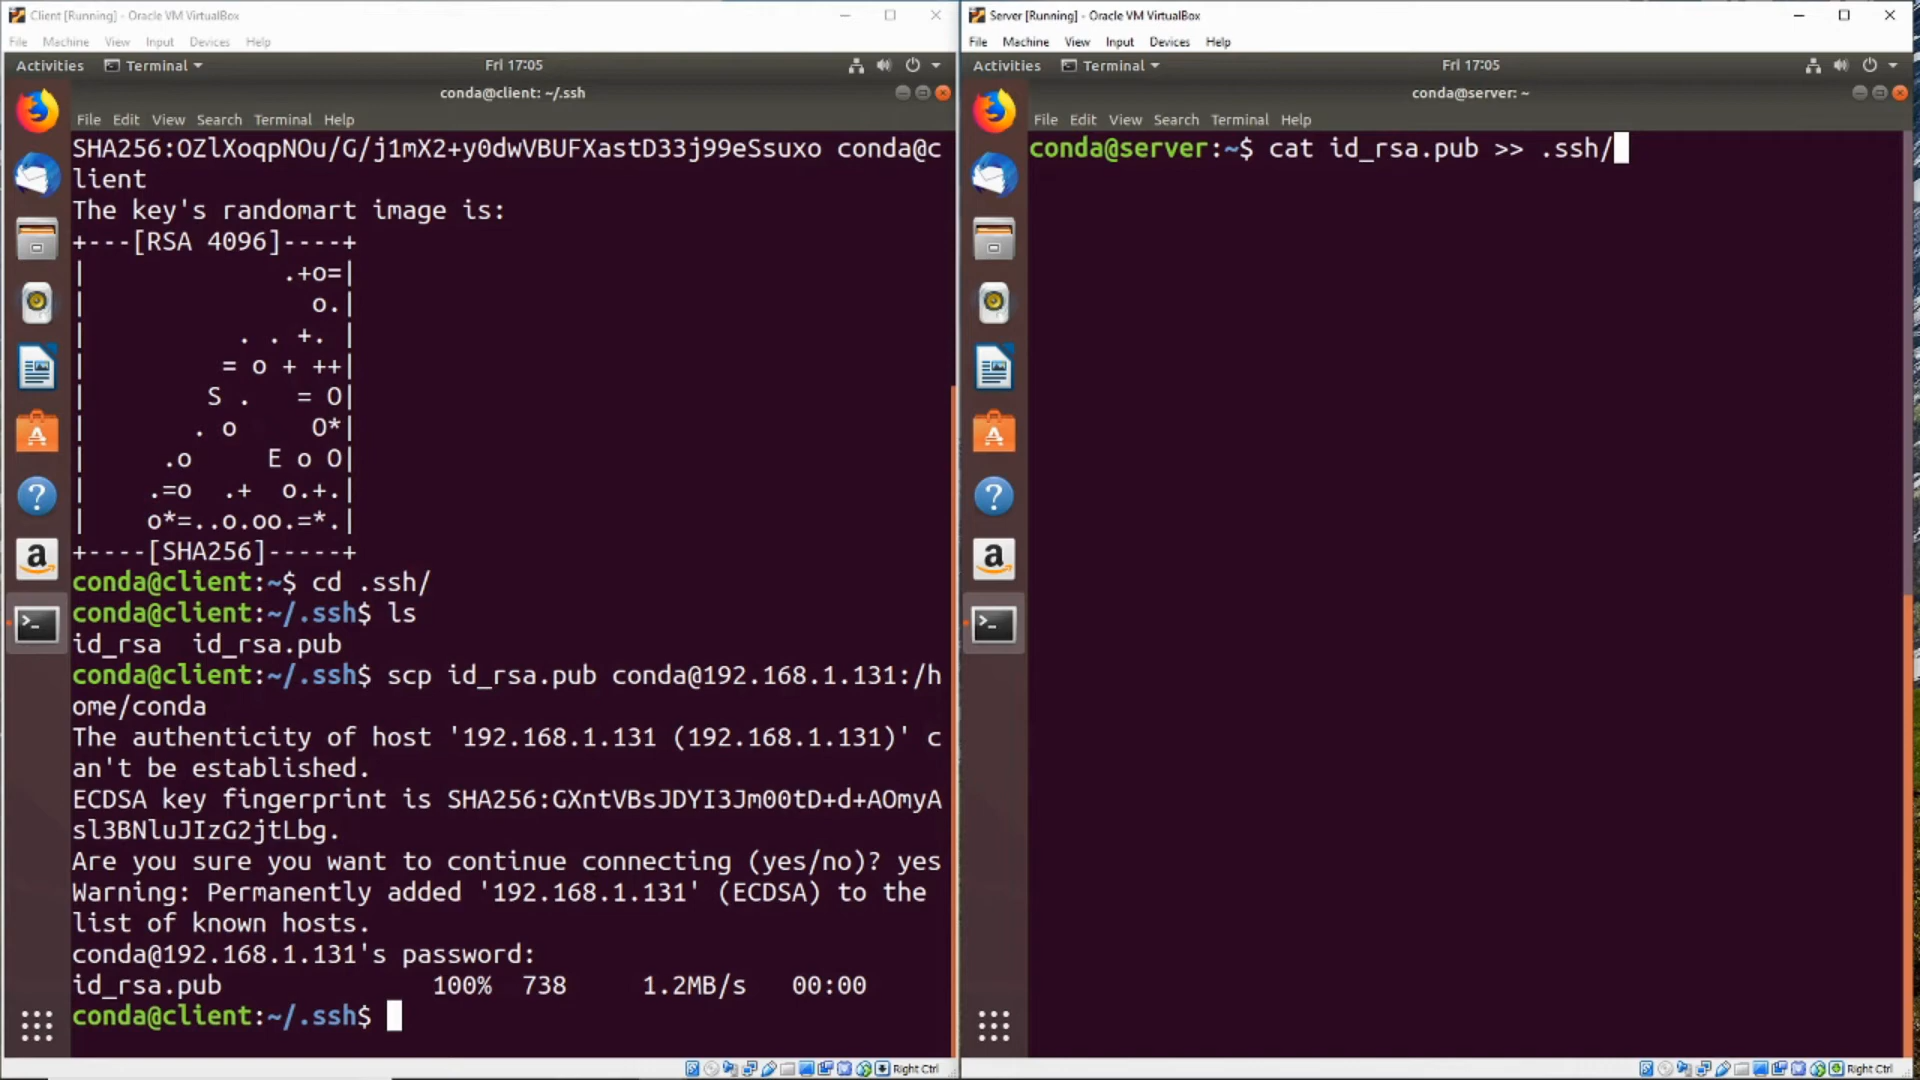 Client [Running] - Oracle VM VirtualBox
File Machine View Input Devices Help
Activities Terminal Fri 17:05
conda@client: ~/.ssh
File Edit View Search Terminal Help
SHA256:OZlXoqpNOu/G/j1mX2+y0dwVBUFXastD33j99eSsuxo conda@c
lient
The key's randomart image is:
+---[RSA 4096]----+
|              .+o=|
|                o.|
|           . . +. |
|          = o + ++|
|         S .   = O|
|        . o     O*|
|      .o     E o O|
|     .=o  .+  o.+.|
|     o*=..o.oo.=*.|
+----[SHA256]-----+
conda@client:~$ cd .ssh/
conda@client:~/.ssh$ ls
id_rsa  id_rsa.pub
conda@client:~/.ssh$ scp id_rsa.pub conda@192.168.1.131:/h
ome/conda
The authenticity of host '192.168.1.131 (192.168.1.131)' c
an't be established.
ECDSA key fingerprint is SHA256:GXntVBsJDYI3Jm00tD+d+AOmyA
sl3BNluJIzG2jtLbg.
Are you sure you want to continue connecting (yes/no)? yes
Warning: Permanently added '192.168.1.131' (ECDSA) to the
list of known hosts.
conda@192.168.1.131's password:
id_rsa.pub              100%  738     1.2MB/s   00:00
conda@client:~/.ssh$
Right Ctrl
Server [Running] - Oracle VM VirtualBox
File Machine View Input Devices Help
Activities Terminal Fri 17:05
conda@server: ~
File Edit View Search Terminal Help
conda@server:~$ cat id_rsa.pub >> .ssh/
Right Ctrl